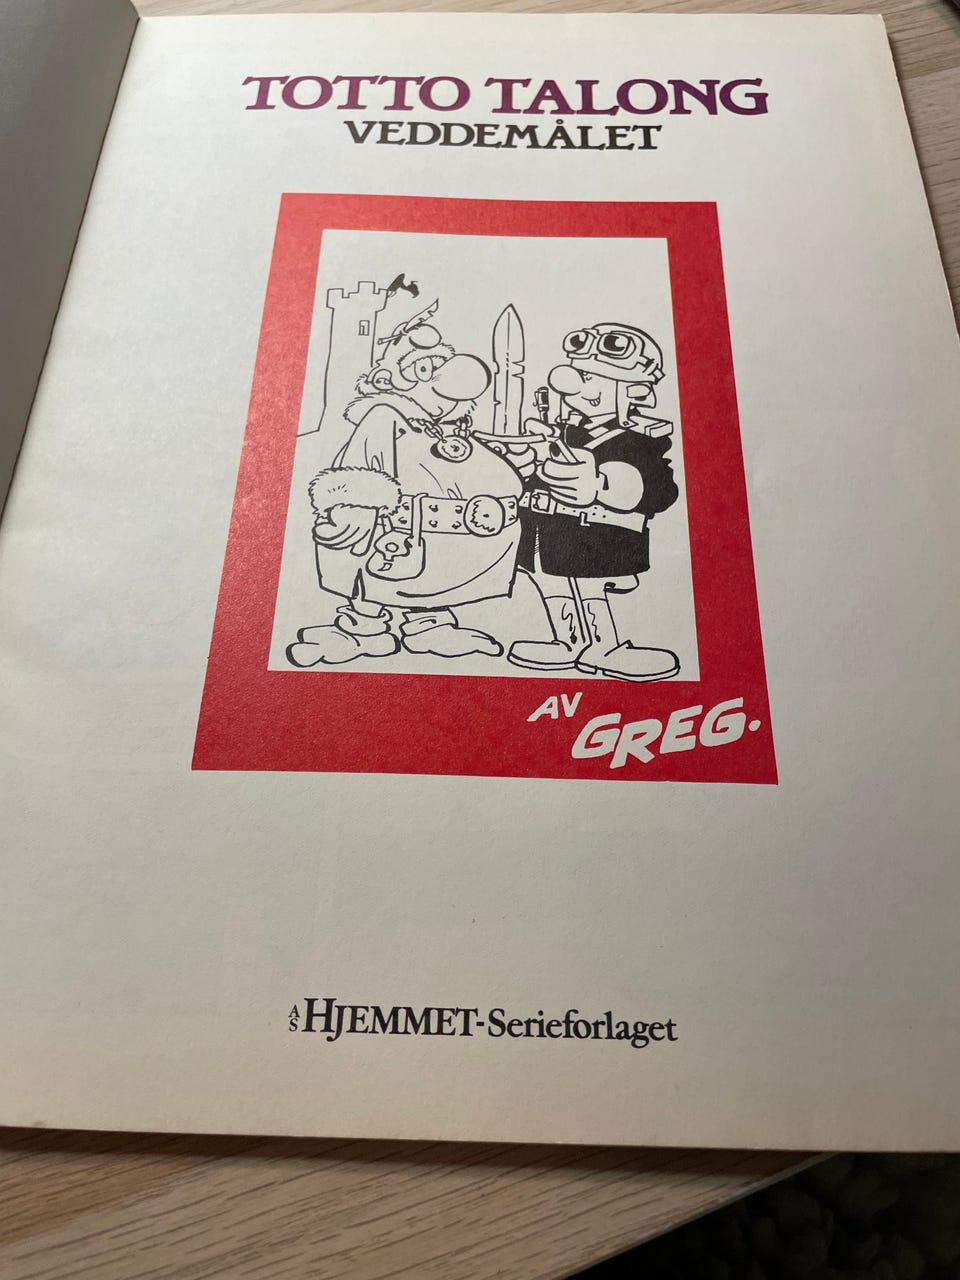 TOTTO TALONG
VEDDEMÅLET
AV
GREG.
A/S HJEMMET-Serieforlaget